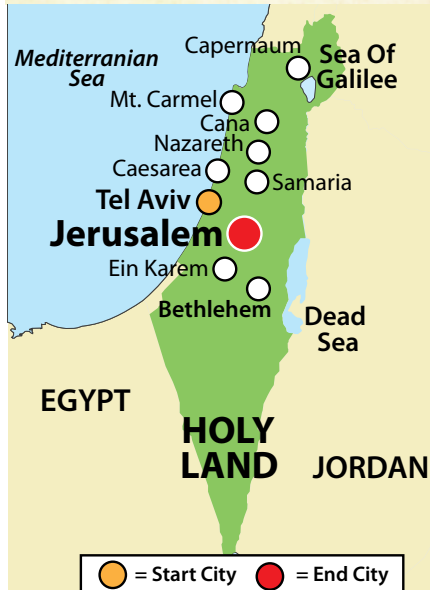 Capernaum
Mediterranean
Sea
Sea Of
Galilee
Mt. Carmel
Cana
Nazareth
Caesarea
Samaria
Tel Aviv
Jerusalem
Ein Karem
Bethlehem
Dead
Sea
EGYPT
HOLY
LAND
JORDAN
= Start City = End City